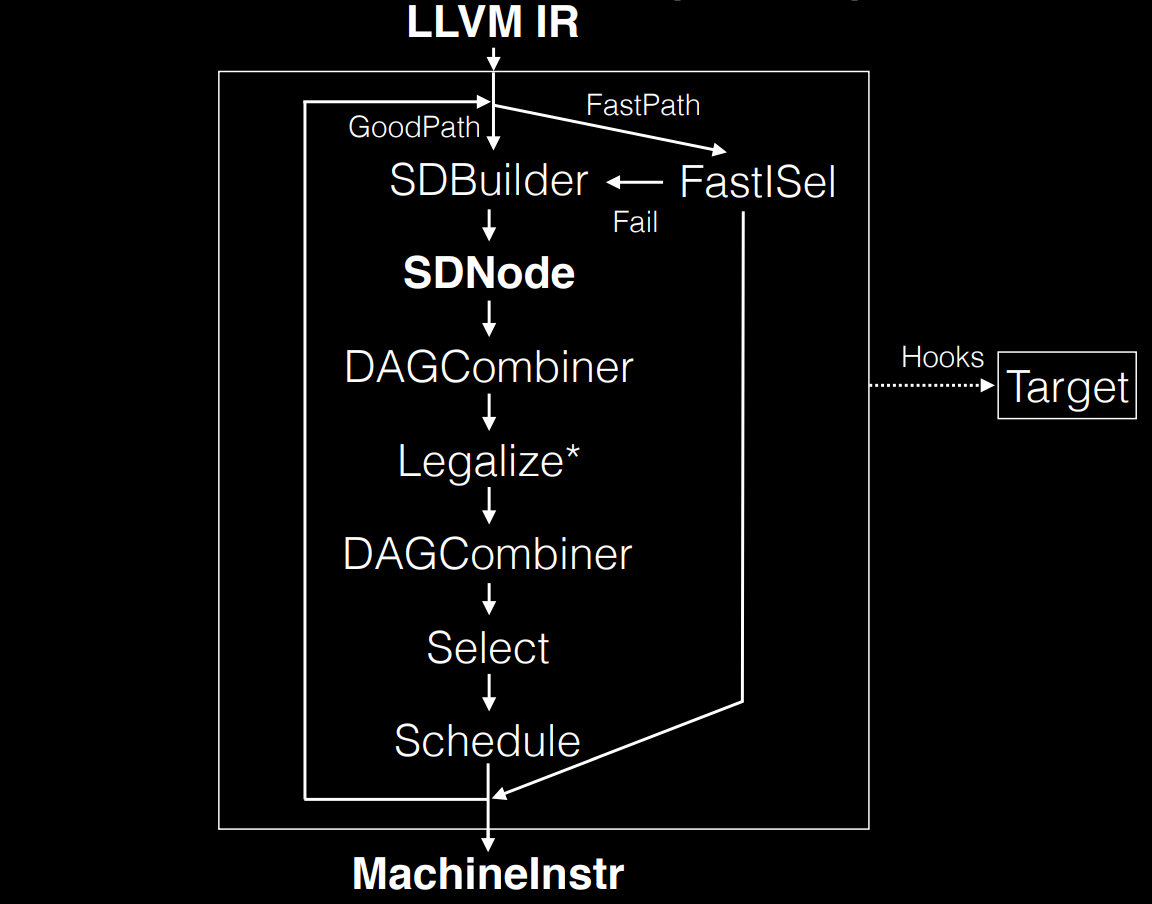 LLVM IR
FastPath
GoodPath
SDBuilder
FastISel
Fail
SDNode
Hooks
DAGCombiner
Target
Legalize*
DAGCombiner
Select
Schedule
MachineInstr